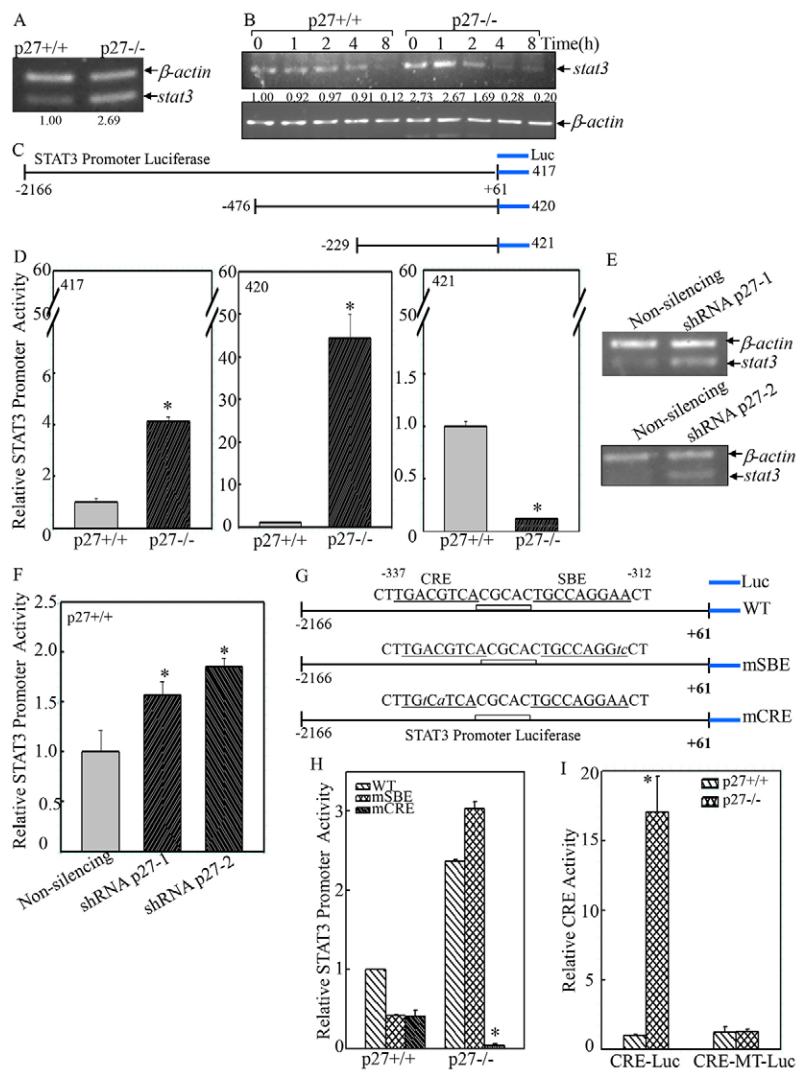 A
p27+/+ p27-/-
β-actin
stat3
1.00 2.69
B
p27+/+ p27-/-
0 1 2 4 8 0 1 2 4 8 Time(h)
stat3
1.00 0.92 0.97 0.91 0.12 2.73 2.67 1.69 0.28 0.20
β-actin
C
STAT3 Promoter Luciferase
Luc
417
-2166 +61
-476 420
-229 421
D
Relative STAT3 Promoter Activity
417
60
50
6
4
2
0
*
p27+/+ p27-/-
420
60
50
40
30
20
10
0
*
p27+/+ p27-/-
421
60
50
1.5
1.0
0.5
0
*
p27+/+ p27-/-
E
Non-silencing
shRNA p27-1
β-actin
stat3
Non-silencing
shRNA p27-2
β-actin
stat3
F
Relative STAT3 Promoter Activity
p27+/+
2.5
2.0
1.5
1.0
0.5
0
* *
Non-silencing
shRNA p27-1
shRNA p27-2
G
-337 CRE SBE -312
CTTGACGTCACGCACTGCCAGGAACT
Luc
WT
-2166 +61
CTTGACGTCACGCACTGCCAGGtcCT
mSBE
-2166 +61
CTTGtCaTCACGCACTGCCAGGAACT
mCRE
-2166 STAT3 Promoter Luciferase +61
H
Relative STAT3 Promoter Activity
WT
mSBE
mCRE
3
2
1
0
*
p27+/+ p27-/-
I
Relative CRE Activity
p27+/+
p27-/-
20
15
10
5
0
*
CRE-Luc CRE-MT-Luc